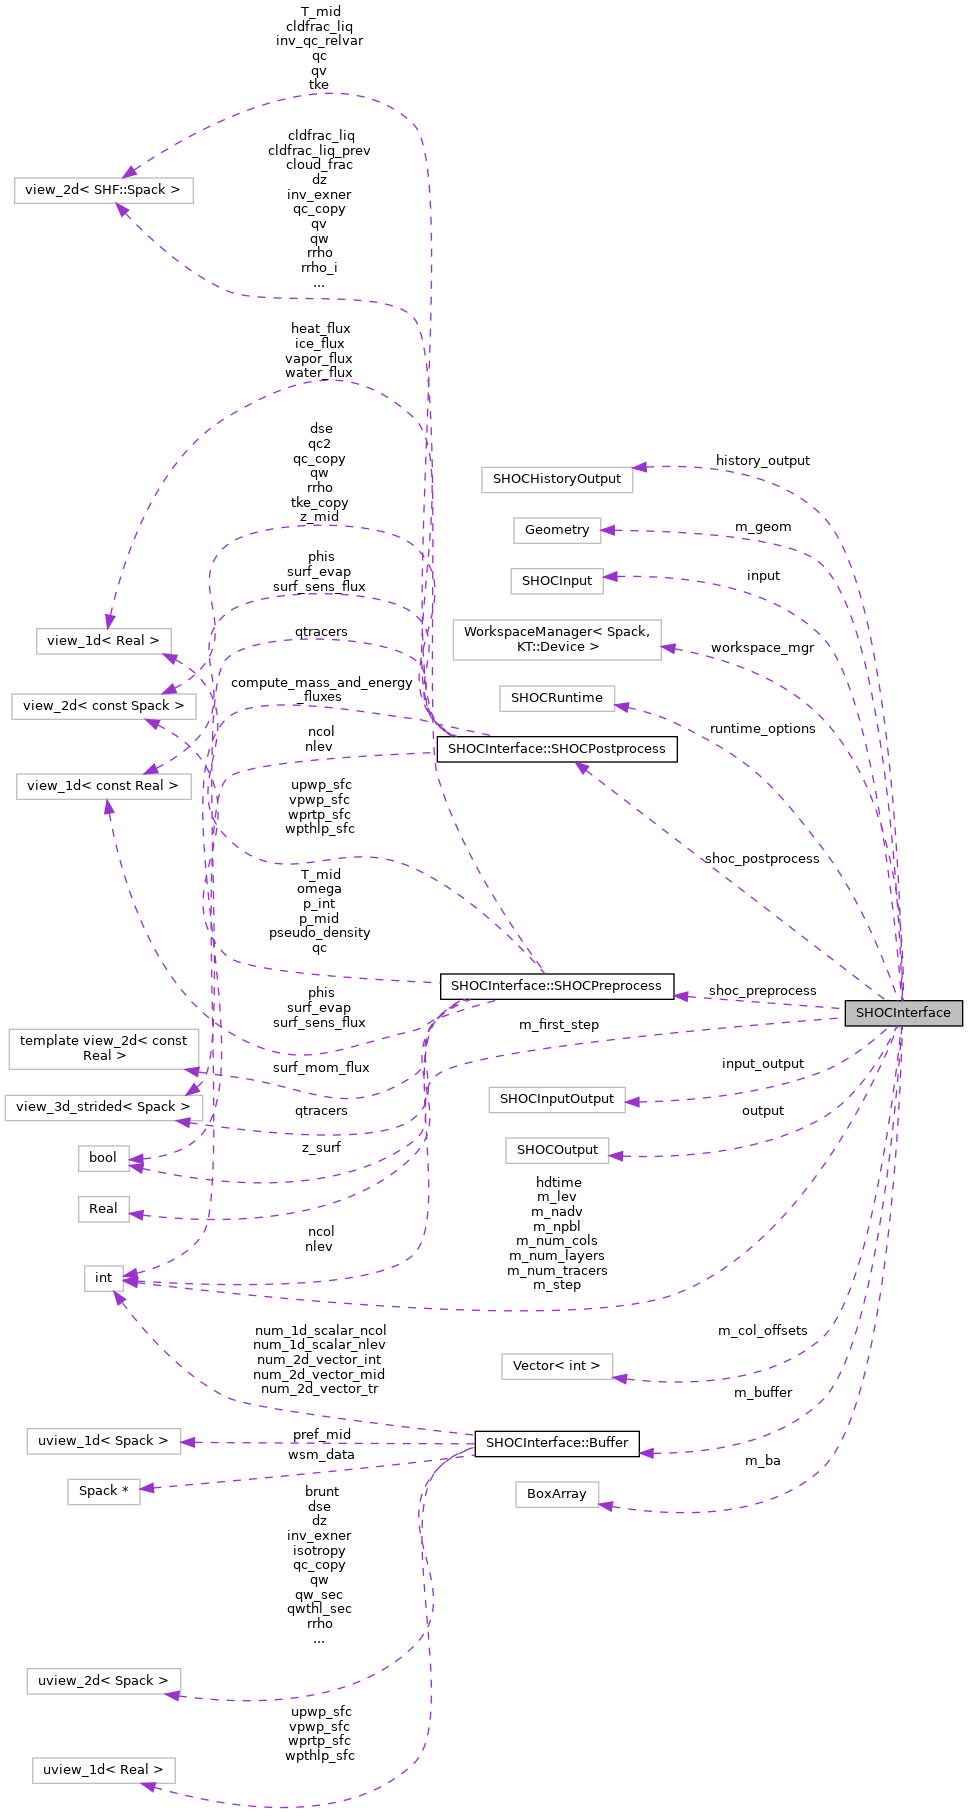 T_mid
cldfrac_liq
inv_qc_relvar
qc
qv
tke
cldfrac_liq
cldfrac_liq_prev
cloud_frac
dz
inv_exner
qc_copy
qv
qw
rrho
rrho_i
...
view_2d< SHF::Spack >
heat_flux
ice_flux
vapor_flux
water_flux
dse
qc2
qc_copy
qw
rrho
tke_copy
z_mid
history_output
SHOCHistoryOutput
m_geom
Geometry
phis
surf_evap
surf_sens_flux
input
SHOCInput
qtracers
view_1d< Real >
WorkspaceManager< Spack,
KT::Device >
workspace_mgr
compute_mass_and_energy
_fluxes
SHOCRuntime
view_2d< const Spack >
runtime_options
ncol
nlev
SHOCInterface::SHOCPostprocess
view_1d< const Real >
upwp_sfc
vpwp_sfc
wprtp_sfc
wpthlp_sfc
shoc_postprocess
T_mid
omega
p_int
p_mid
pseudo_density
qc
SHOCInterface::SHOCPreprocess
shoc_preprocess
SHOCInterface
phis
surf_evap
surf_sens_flux
m_first_step
template view_2d< const
Real >
surf_mom_flux
input_output
SHOCInputOutput
view_3d_strided< Spack >
qtracers
output
SHOCOutput
bool
z_surf
Real
hdtime
m_lev
m_nadv
m_npbl
m_num_cols
m_num_layers
m_num_tracers
m_step
ncol
nlev
int
num_1d_scalar_ncol
num_1d_scalar_nlev
num_2d_vector_int
num_2d_vector_mid
num_2d_vector_tr
m_col_offsets
Vector< int >
m_buffer
uview_1d< Spack >
pref_mid
SHOCInterface::Buffer
wsm_data
m_ba
Spack *
BoxArray
brunt
dse
dz
inv_exner
isotropy
qc_copy
qw
qw_sec
qwthl_sec
rrho
...
uview_2d< Spack >
upwp_sfc
vpwp_sfc
wprtp_sfc
wpthlp_sfc
uview_1d< Real >